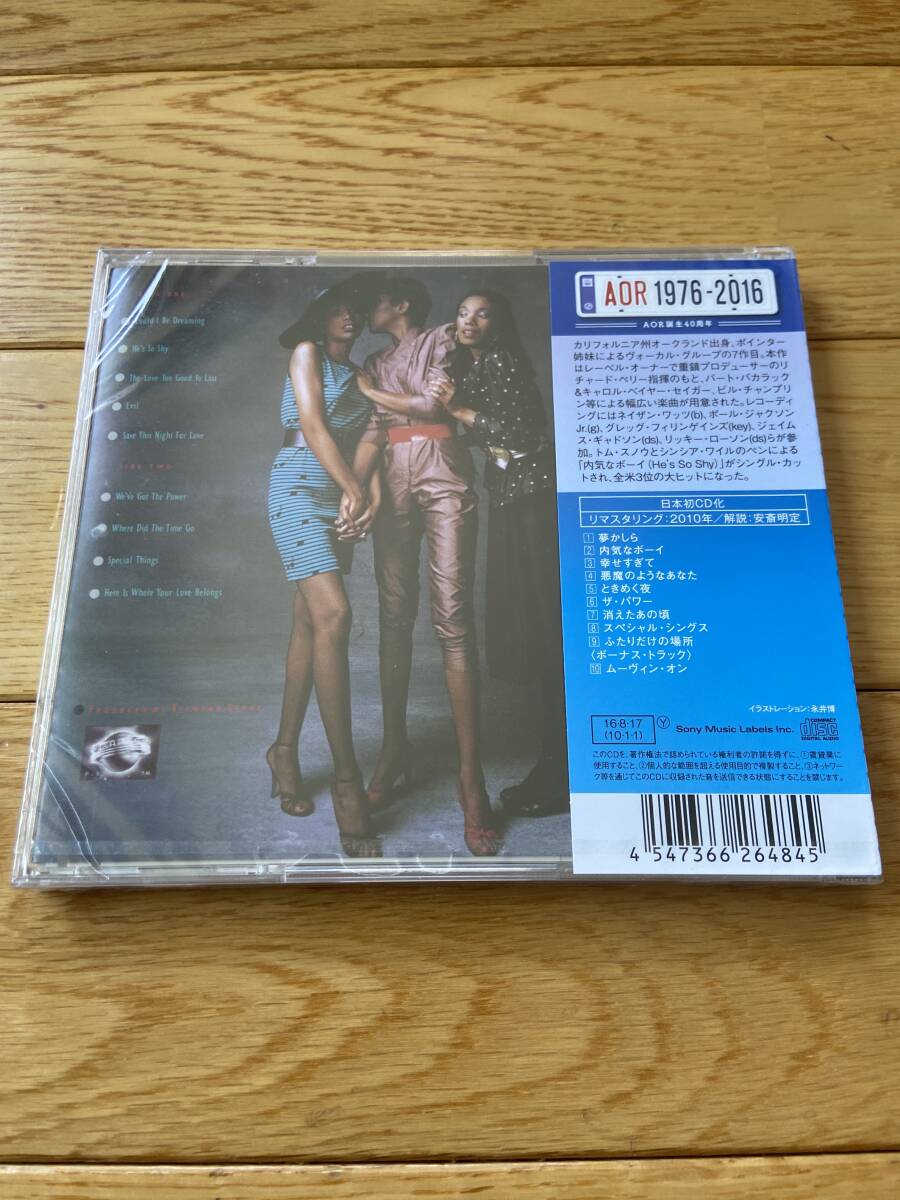 Could I Be Dreaming
He's So Shy
The Love Too Good To Last
Evil
Save This Night For Love
SIDE TWO
We've Got The Power
Where Did The Time Go
Special Things
Here Is Where Your Love Belongs
PRODUCED BY RICHARD PERRY
TM
AOR 1976-2016
AOR誕生40周年
カリフォルニア州オークランド出身、ポインター
姉妹によるヴォーカル・グループの7作目。本作
はレーベル・オーナーで重鎮プロデューサーのリ
チャード・ペリー指揮のもと、バート・バカラック
&キャロル・ベイヤー・セイガー、ビル・チャンプリ
ン等による幅広い楽曲が用意された。レコーディ
ングにはネイザン・ワッツ(b)、ポール・ジャクソン
Jr.(g)、グレッグ・フィリンゲインズ(key)、ジェイム
ス・ギャドソン(ds)、リッキー・ローソン(ds)らが参
加。トム・スノウとシンシア・ワイルのペンによる
「内気なボーイ(He's So Shy)」がシングル・カッ
トされ、全米3位の大ヒットになった。
日本初CD化
リマスタリング:2010年/解説:安斎明定
1 夢かしら
2 内気なボーイ
3 幸せすぎて
4 悪魔のようなあなた
5 ときめく夜
6 ザ・パワー
7 消えたあの頃
8 スペシャル・シングス
9 ふたりだけの場所
〈ボーナス・トラック〉
10 ムーヴィン・オン
イラストレーション:永井博
16・8・17
(10・1・1)
Y
Sony Music Labels Inc.
COMPACT
disc
DIGITAL AUDIO
このCDを、著作権法で認められている権利者の許諾を得ずに、①賃貸業に
使用すること、②個人的な範囲を超える使用目的で複製すること、③ネットワー
ク等を通じてこのCDに収録された音を送信できる状態にすることを禁じます。
4 547366 264845